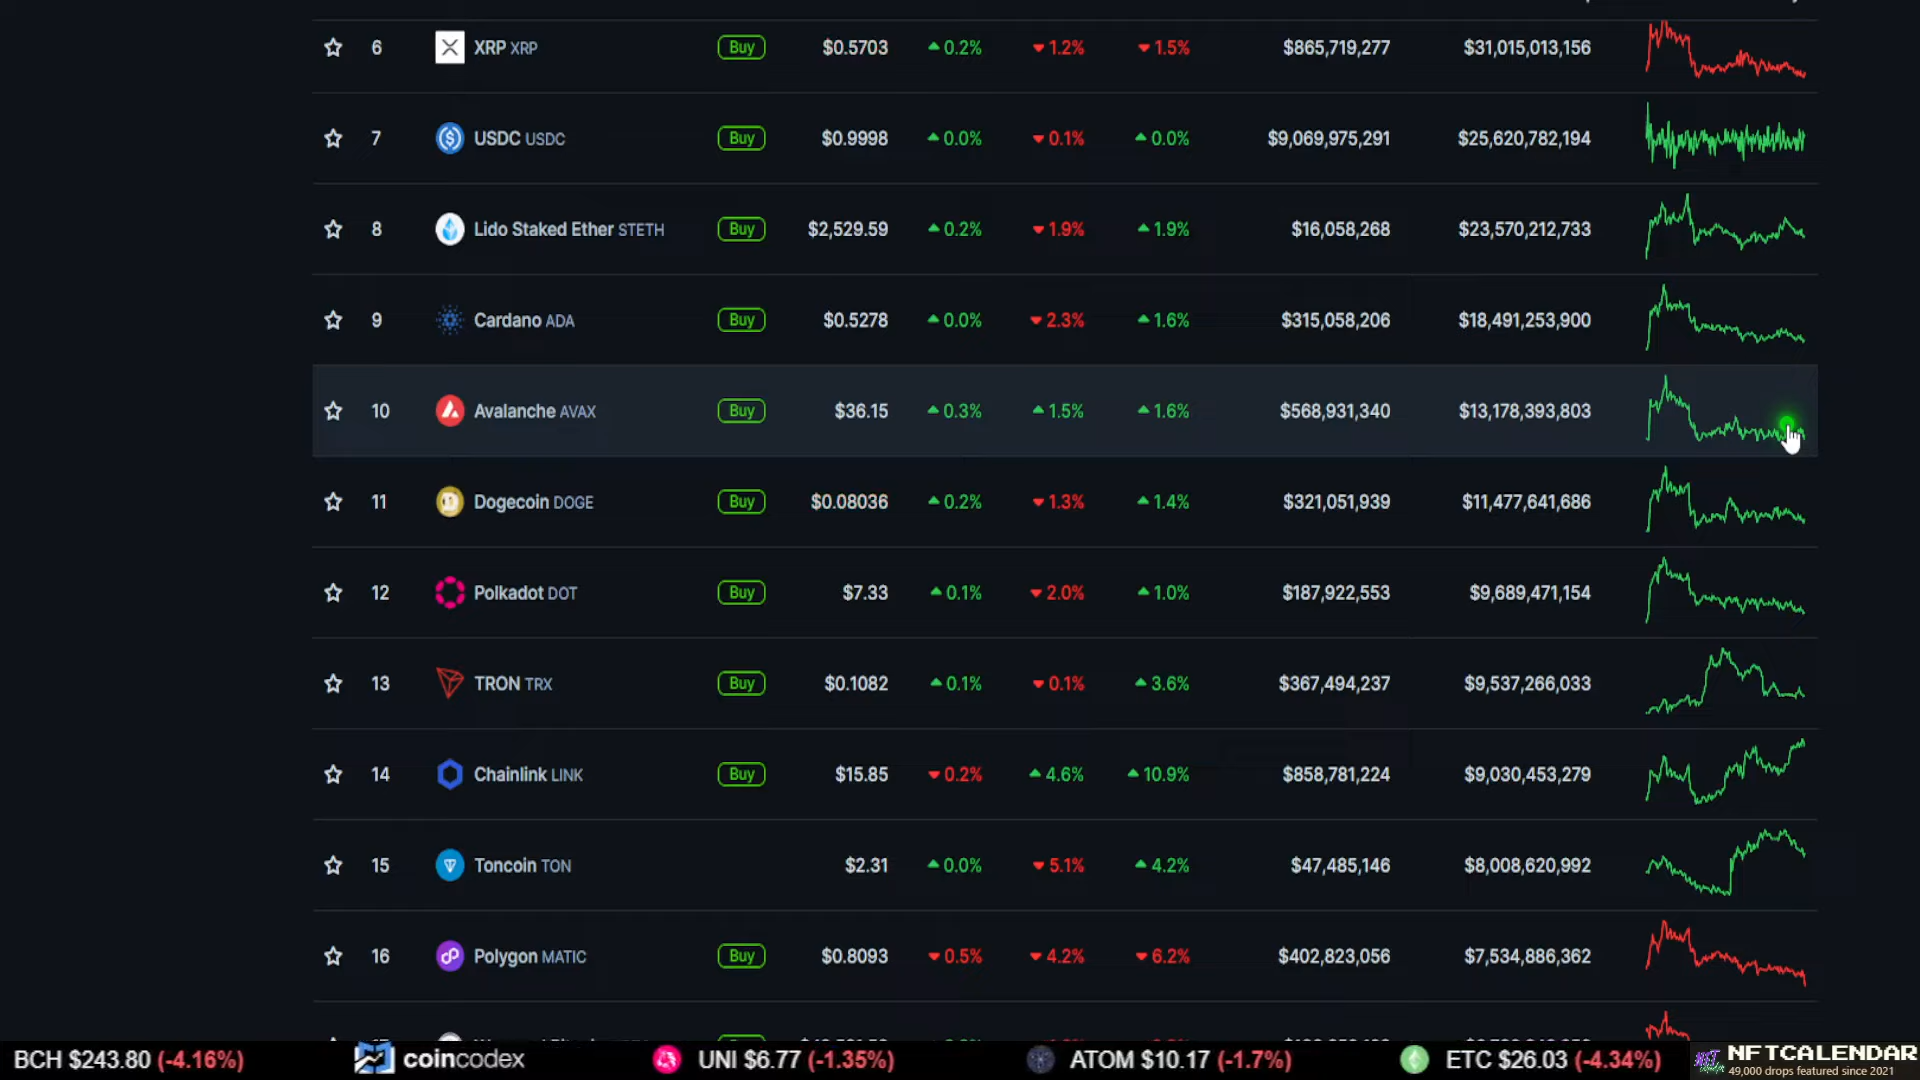 6 XRP XRP Buy $0.5703 0.2% 1.2% 1.5% $865,719,277 $31,015,013,156
7 USDC USDC Buy $0.9998 0.0% 0.1% 0.0% $9,069,975,291 $25,620,782,194
8 Lido Staked Ether STETH Buy $2,529.59 0.2% 1.9% 1.9% $16,058,268 $23,570,212,733
9 Cardano ADA Buy $0.5278 0.0% 2.3% 1.6% $315,058,206 $18,491,253,900
10 Avalanche AVAX Buy $36.15 0.3% 1.5% 1.6% $568,931,340 $13,178,393,803
11 Dogecoin DOGE Buy $0.08036 0.2% 1.3% 1.4% $321,051,939 $11,477,641,686
12 Polkadot DOT Buy $7.33 0.1% 2.0% 1.0% $187,922,553 $9,689,471,154
13 TRON TRX Buy $0.1082 0.1% 0.1% 3.6% $367,494,237 $9,537,266,033
14 Chainlink LINK Buy $15.85 0.2% 4.6% 10.9% $858,781,224 $9,030,453,279
15 Toncoin TON $2.31 0.0% 5.1% 4.2% $47,485,146 $8,008,620,992
16 Polygon MATIC Buy $0.8093 0.5% 4.2% 6.2% $402,823,056 $7,534,886,362
BCH $243.80 (-4.16%) coincodex UNI $6.77 (-1.35%) ATOM $10.17 (-1.7%) ETC $26.03 (-4.34%)
NFTCALENDAR
49,000 drops featured since 2021